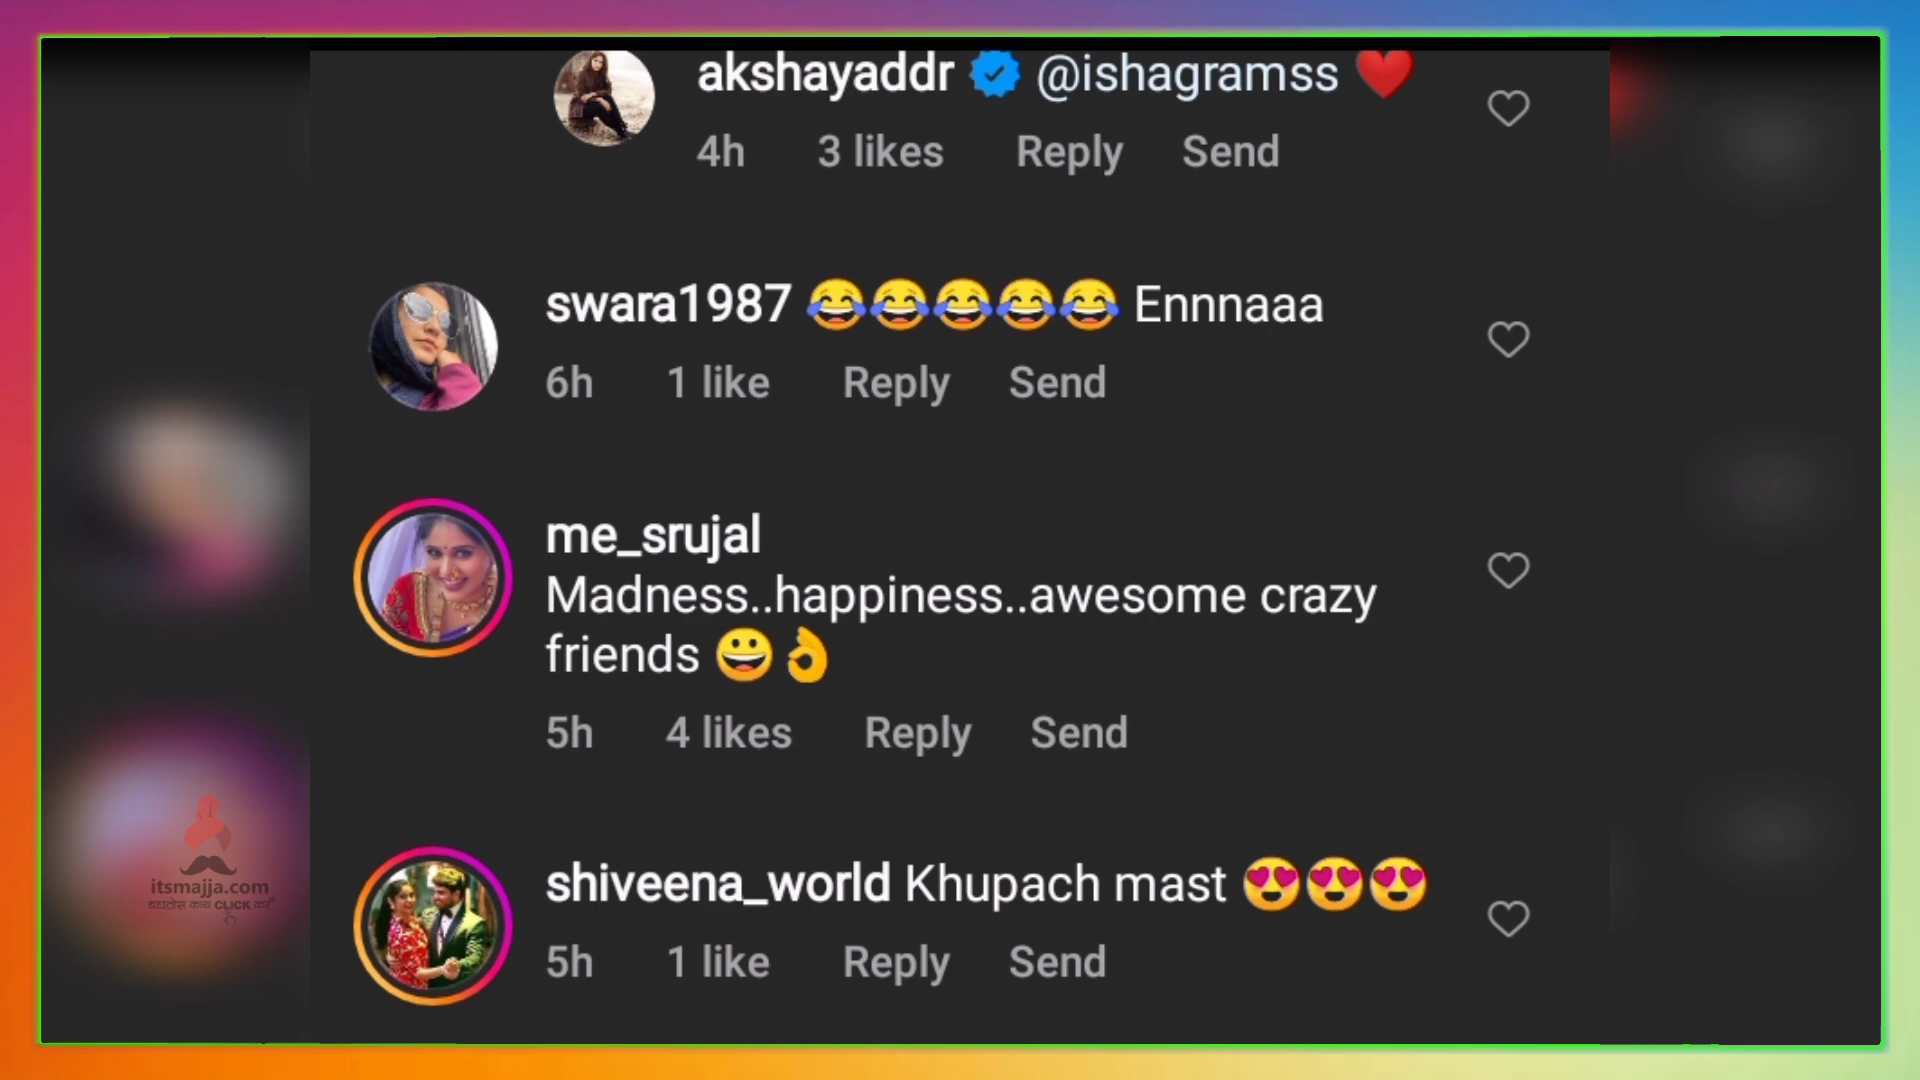 akshayaddr @ishagramss ❤️
4h 3 likes Reply Send
swara1987 😂😂😂😂😂 Ennnaaa
6h 1 like Reply Send
me_srujal
Madness..happiness..awesome crazy
friends 😀👌
5h 4 likes Reply Send
shiveena_world Khupach mast 😍😍😍
5h 1 like Reply Send
itsmajja.com
CLICK